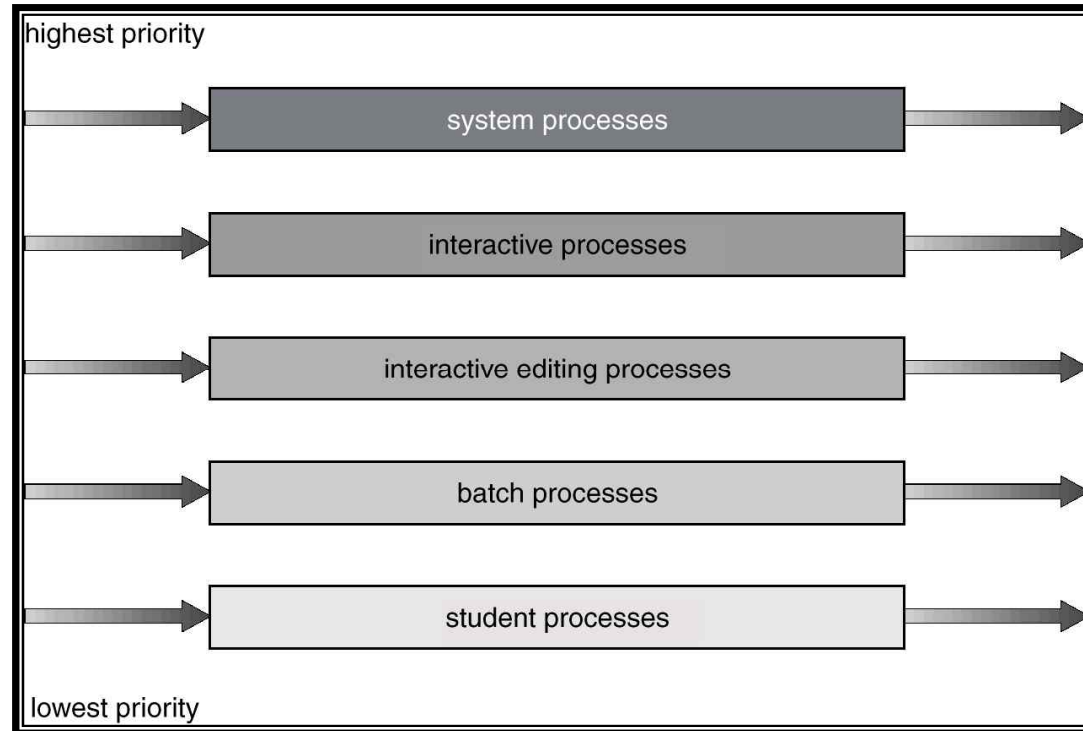 highest priority
system processes
interactive processes
interactive editing processes
batch processes
student processes
lowest priority